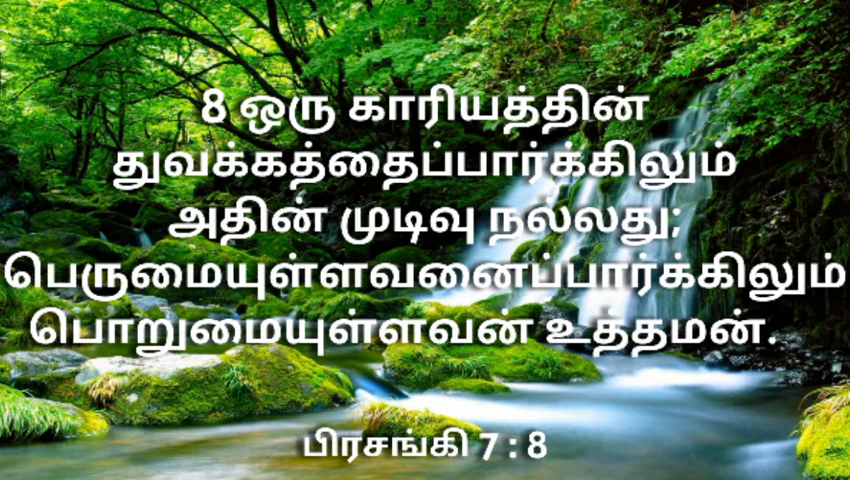 8 ஒரு காரியத்தின்
துவக்கத்தைப்பார்க்கிலும்
அதின் முடிவு நல்லது;
பெருமையுள்ளவனைப்பார்க்கிலும்
பொறுமையுள்ளவன் உத்தமன்.
பிரசங்கி 7 : 8